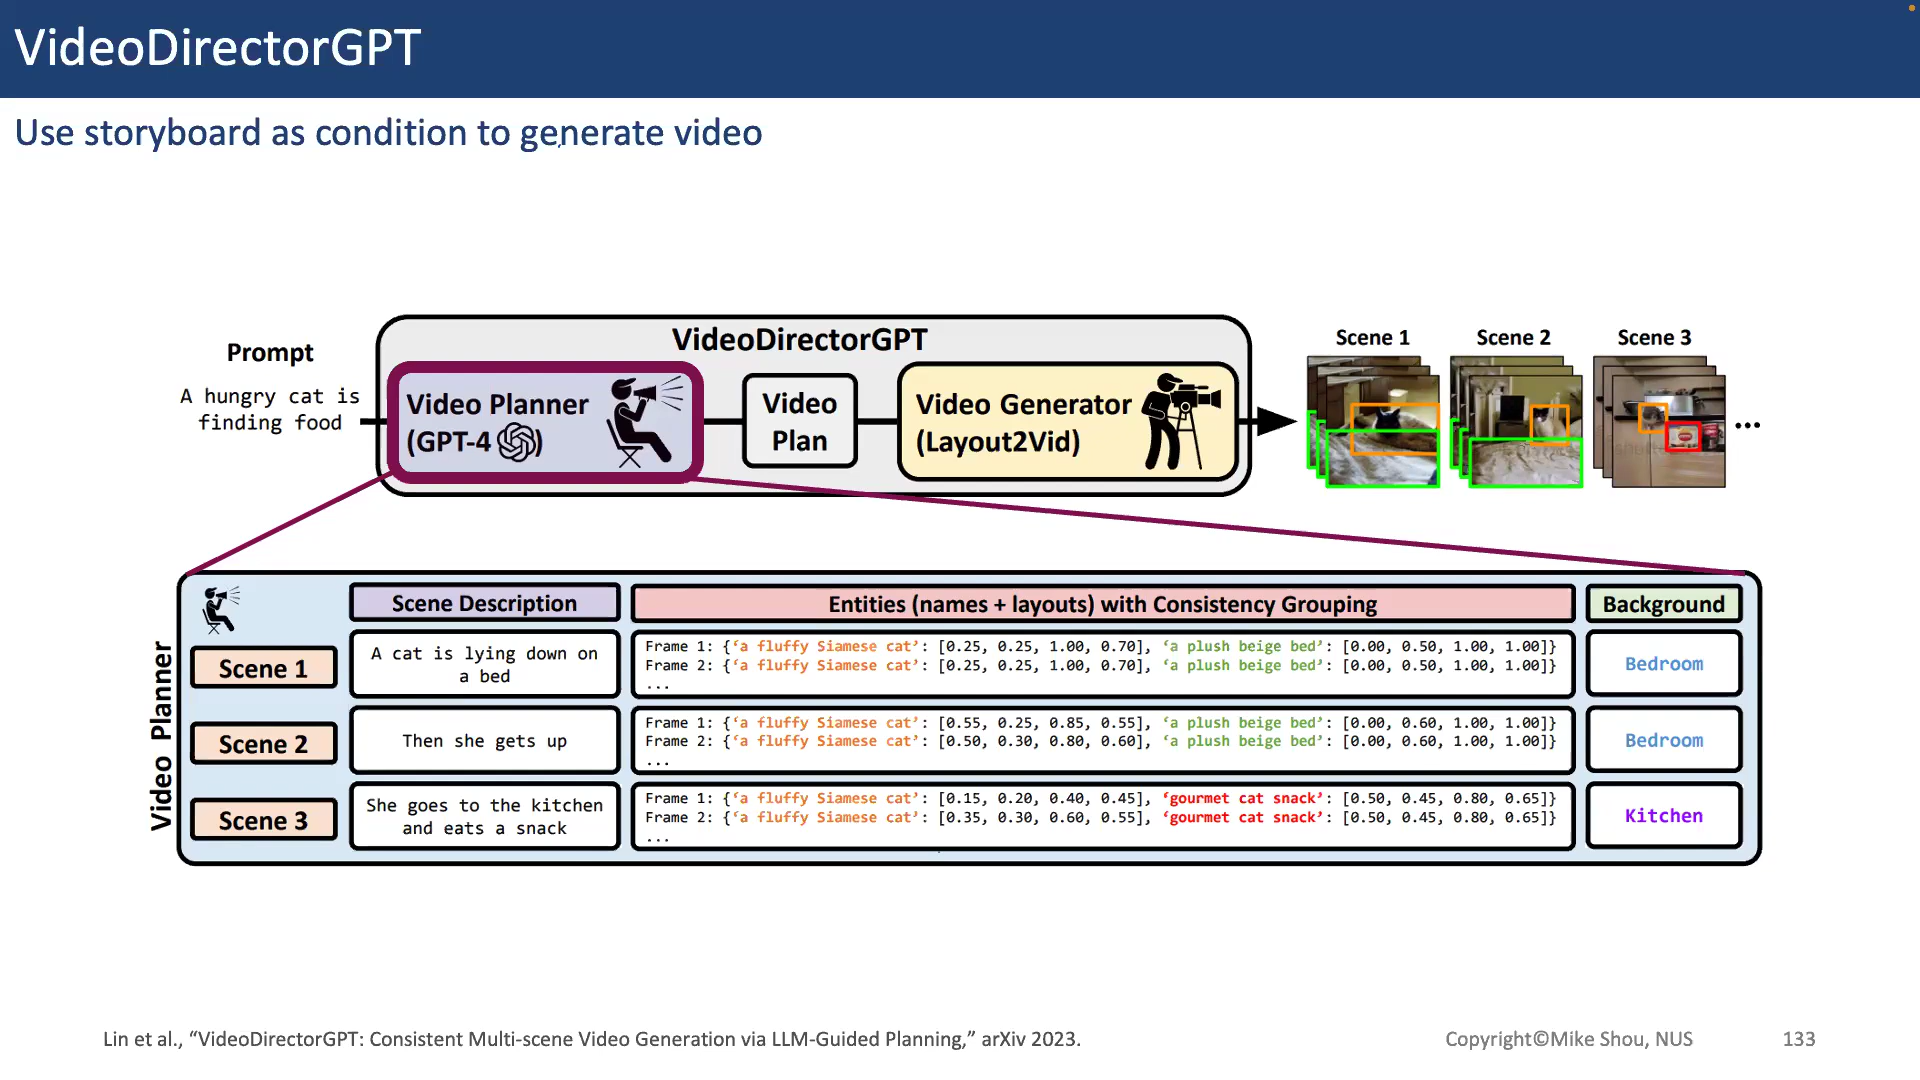 VideoDirectorGPT
Use storyboard as condition to generate video
Prompt
A hungry cat is
finding food
VideoDirectorGPT
Video Planner
(GPT-4 )
Video
Plan
Video Generator
(Layout2Vid)
Scene 1
Scene 2
Scene 3
...
Video Planner
Scene Description
Entities (names + layouts) with Consistency Grouping
Background
Scene 1
A cat is lying down on
a bed
Frame 1: {‘a fluffy Siamese cat’: [0.25, 0.25, 1.00, 0.70], ‘a plush beige bed’: [0.00, 0.50, 1.00, 1.00]}
Frame 2: {‘a fluffy Siamese cat’: [0.25, 0.25, 1.00, 0.70], ‘a plush beige bed’: [0.00, 0.50, 1.00, 1.00]}
...
Bedroom
Scene 2
Then she gets up
Frame 1: {‘a fluffy Siamese cat’: [0.55, 0.25, 0.85, 0.55], ‘a plush beige bed’: [0.00, 0.60, 1.00, 1.00]}
Frame 2: {‘a fluffy Siamese cat’: [0.50, 0.30, 0.80, 0.60], ‘a plush beige bed’: [0.00, 0.60, 1.00, 1.00]}
...
Bedroom
Scene 3
She goes to the kitchen
and eats a snack
Frame 1: {‘a fluffy Siamese cat’: [0.15, 0.20, 0.40, 0.45], ‘gourmet cat snack’: [0.50, 0.45, 0.80, 0.65]}
Frame 2: {‘a fluffy Siamese cat’: [0.35, 0.30, 0.60, 0.55], ‘gourmet cat snack’: [0.50, 0.45, 0.80, 0.65]}
...
Kitchen
Lin et al., “VideoDirectorGPT: Consistent Multi-scene Video Generation via LLM-Guided Planning,” arXiv 2023.
Copyright©Mike Shou, NUS
133